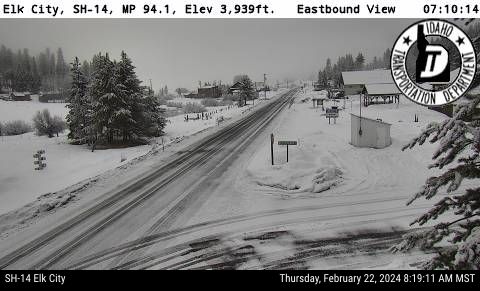 Elk City, SH-14, MP 94.1, Elev 3,939ft. Eastbound View 07:10:14
IDAHO
TRANSPORTATION DEPARTMENT
SH-14 Elk City Thursday, February 22, 2024 8:19:11 AM MST